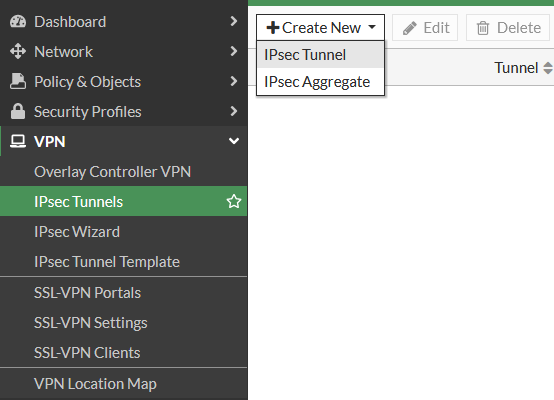 Dashboard
Network
Policy & Objects
Security Profiles
VPN
Overlay Controller VPN
IPsec Tunnels
IPsec Wizard
IPsec Tunnel Template
SSL-VPN Portals
SSL-VPN Settings
SSL-VPN Clients
VPN Location Map
Create New
Edit
Delete
IPsec Tunnel
IPsec Aggregate
Tunnel